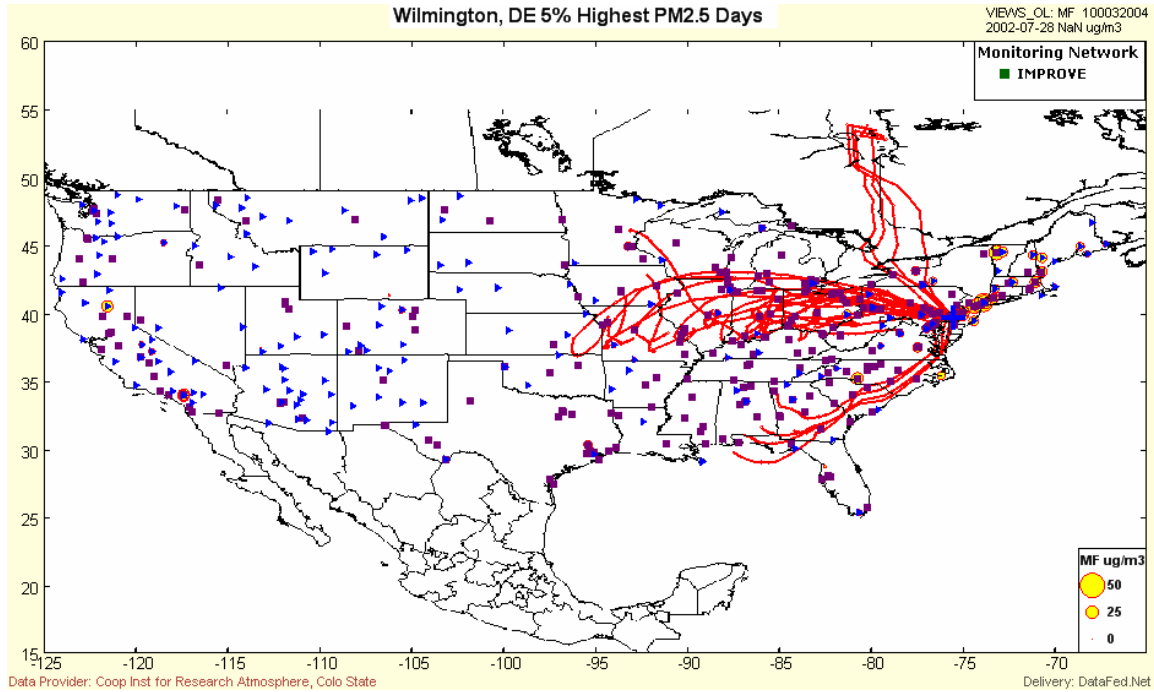 Wilmington, DE 5% Highest PM2.5 Days
VIEWS_OL: MF 100032004
2002-07-28 NaN ug/m3
Monitoring Network
IMPROVE
60
55
50
45
40
35
30
25
20
15
MF ug/m3
50
25
0
-125 -120 -115 -110 -105 -100 -95 -90 -85 -80 -75 -70
Data Provider: Coop Inst for Research Atmosphere, Colo State
Delivery: DataFed.Net